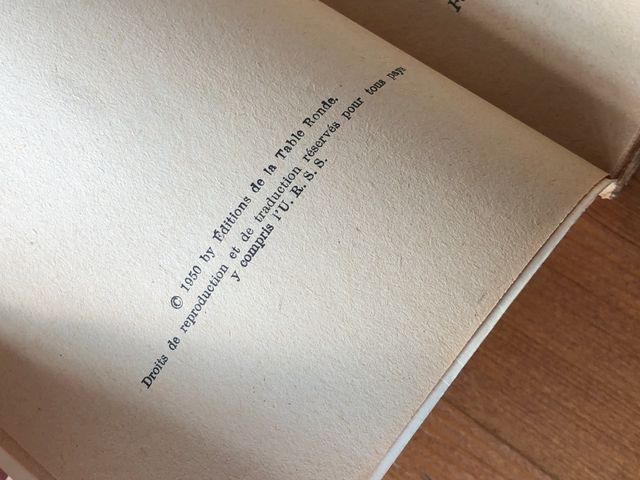 © 1950 by Éditions de la Table Ronde.
Droits de reproduction et de traduction réservés pour tous pays
y compris l'U. R. S. S.